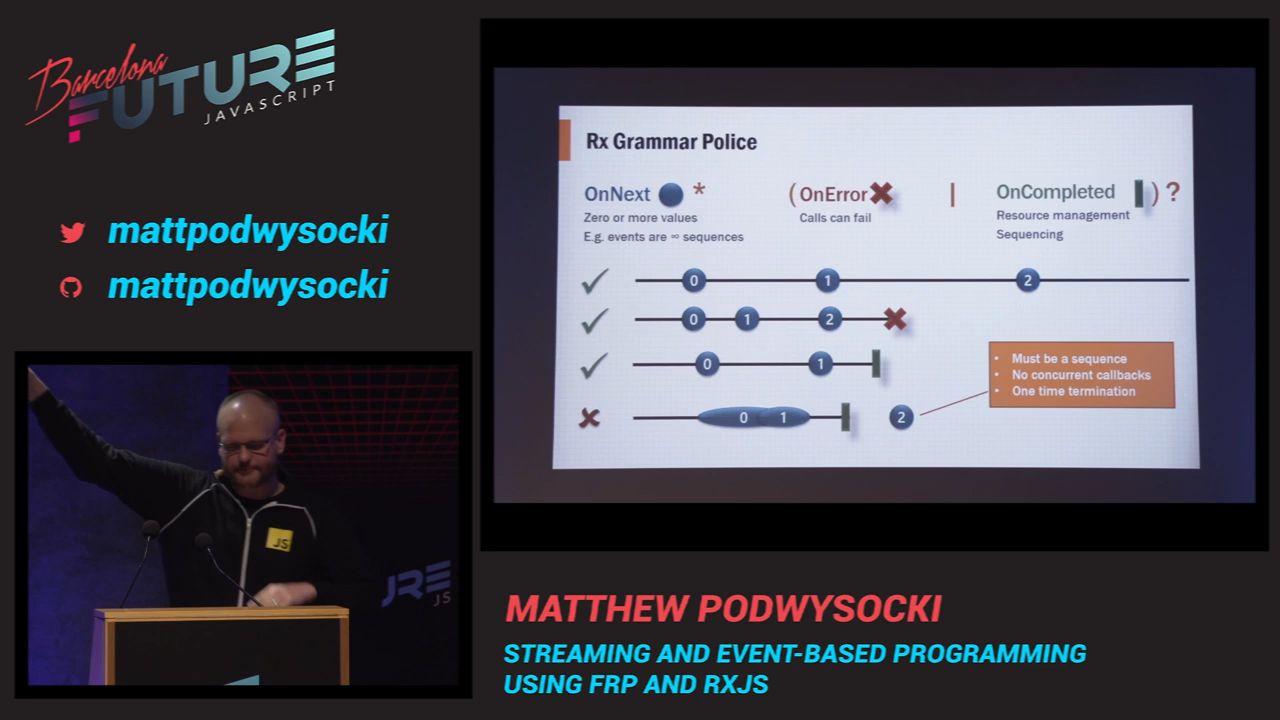 Barcelona
FUTURE
JAVASCRIPT
mattpodwysocki
mattpodwysocki
Rx Grammar Police
OnNext * (OnError | OnCompleted ) ?
Zero or more values
E.g. events are ∞ sequences
Calls can fail
Resource management
Sequencing
0 1 2
0 1 2
0 1
0 1 2
• Must be a sequence
• No concurrent callbacks
• One time termination
JS
URE
JS
MATTHEW PODWYSOCKI
STREAMING AND EVENT-BASED PROGRAMMING
USING FRP AND RXJS